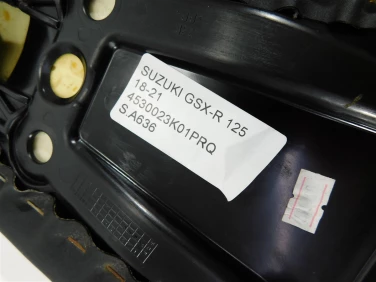 SUZUKI GSX-R 125
18-21
4530023K01PRQ
S.A636